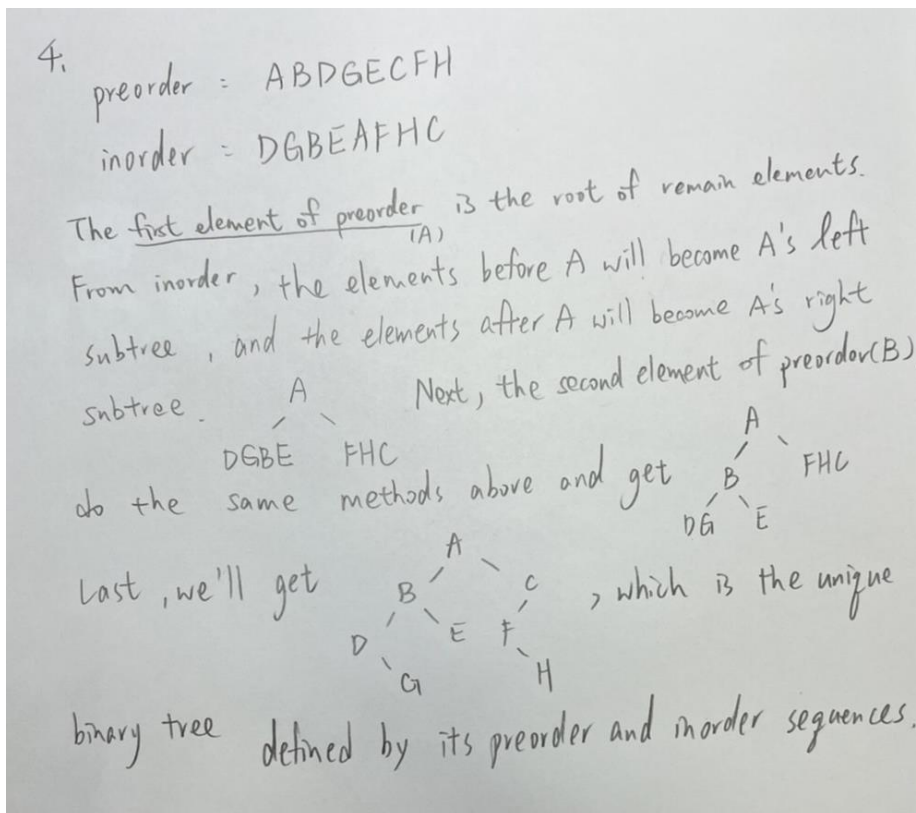 4.
preorder : ABDGECFH
inorder : DGBEAFHC
The first element of preorder is the root of remain elements.
(A)
From inorder, the elements before A will become A's left
subtree, and the elements after A will become A's right
subtree. Next, the second element of preordor(B)
A
DGBE FHC
do the same methods above and get
A
B FHC
DG E
Last, we'll get , which is the unique
A
B C
D E F
G H
binary tree defined by its preorder and inorder sequences.